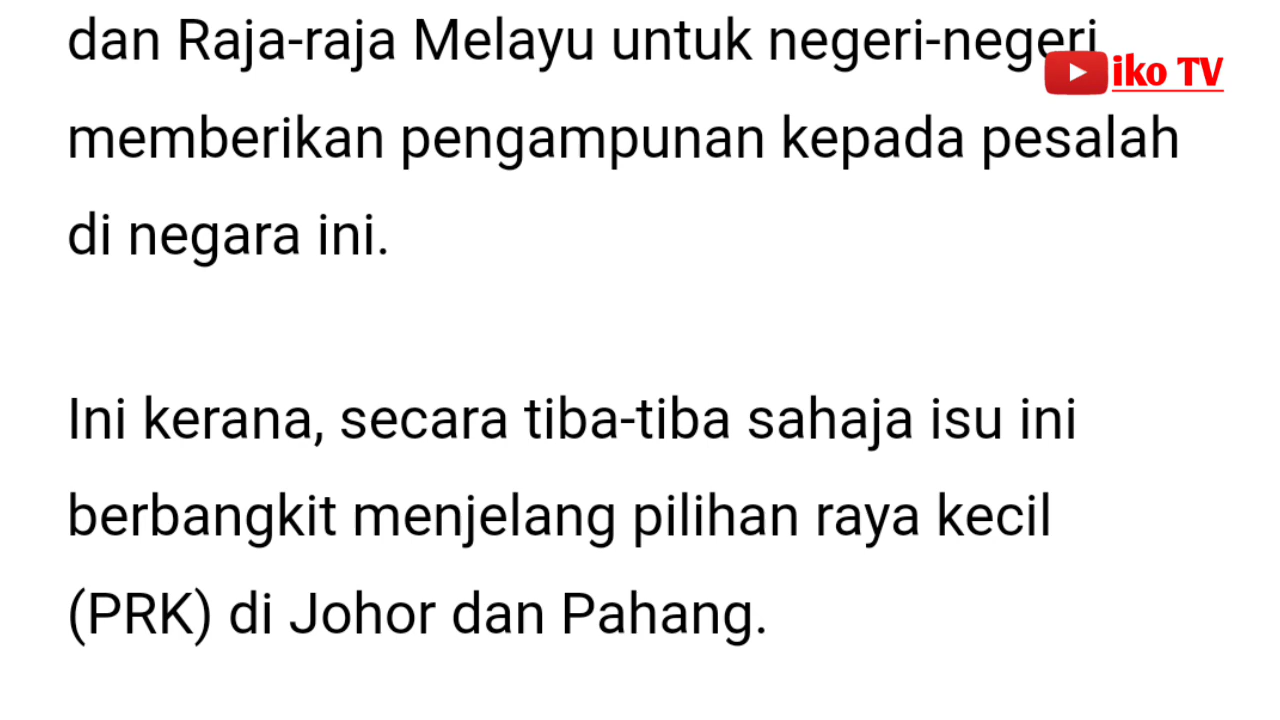 dan Raja-raja Melayu untuk negeri-negeri
iko TV
memberikan pengampunan kepada pesalah
di negara ini.
Ini kerana, secara tiba-tiba sahaja isu ini
berbangkit menjelang pilihan raya kecil
(PRK) di Johor dan Pahang.